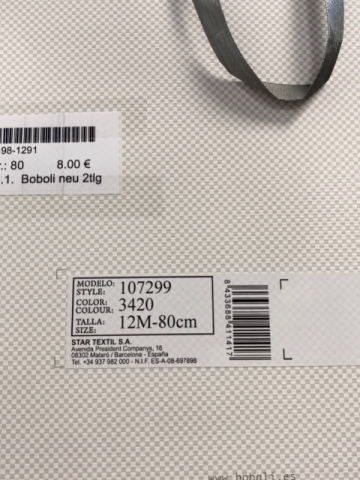 98-1291
.: 80 8.00 €
.1. Boboli neu 2tlg
MODELO: 107299
STYLE:
COLOR: 3420
COLOUR:
TALLA: 12M-80cm
SIZE:
8433688411417
STAR TEXTIL S.A.
Avenida President Companys, 16
08302 Mataró / Barcelona - España
Tel. +34 937 982 000 - N.I.F. ES-A-08-697898
www.boboli.es